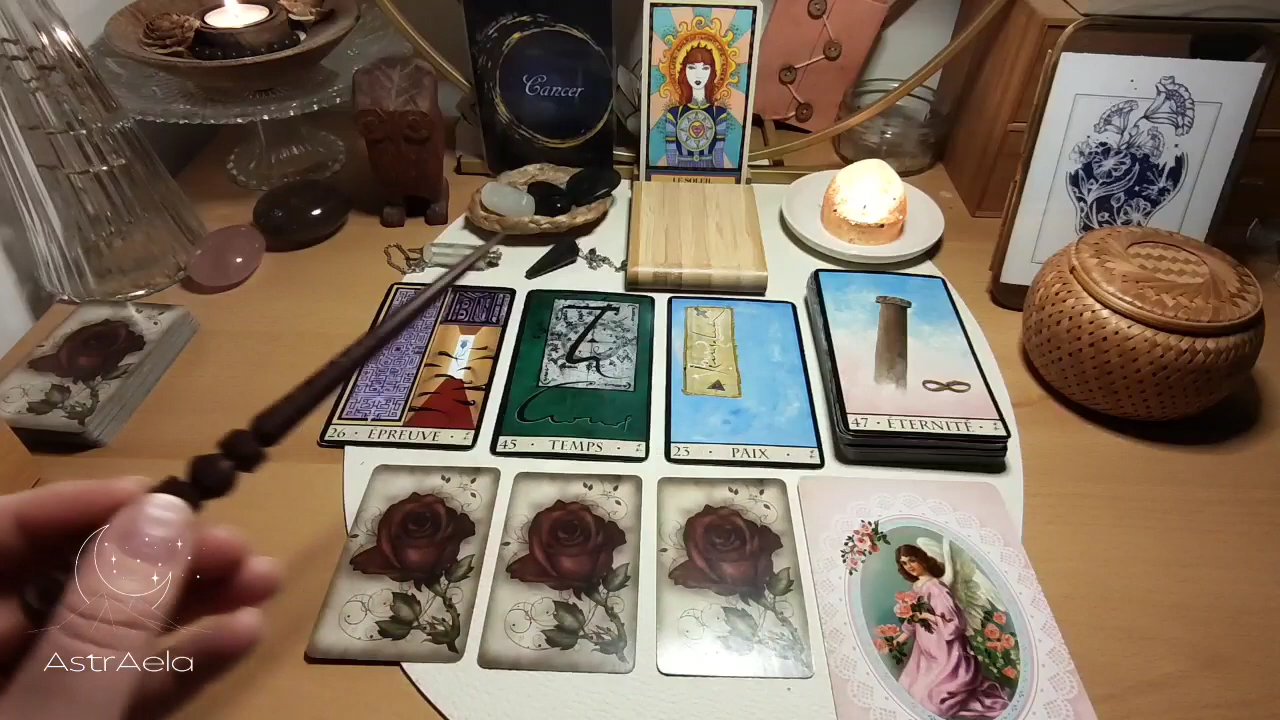 Cancer
LE SOLEIL
26 · ÉPREUVE ·
45 · TEMPS ·
23 · PAIX ·
47 · ÉTERNITÉ ·
AstrAela